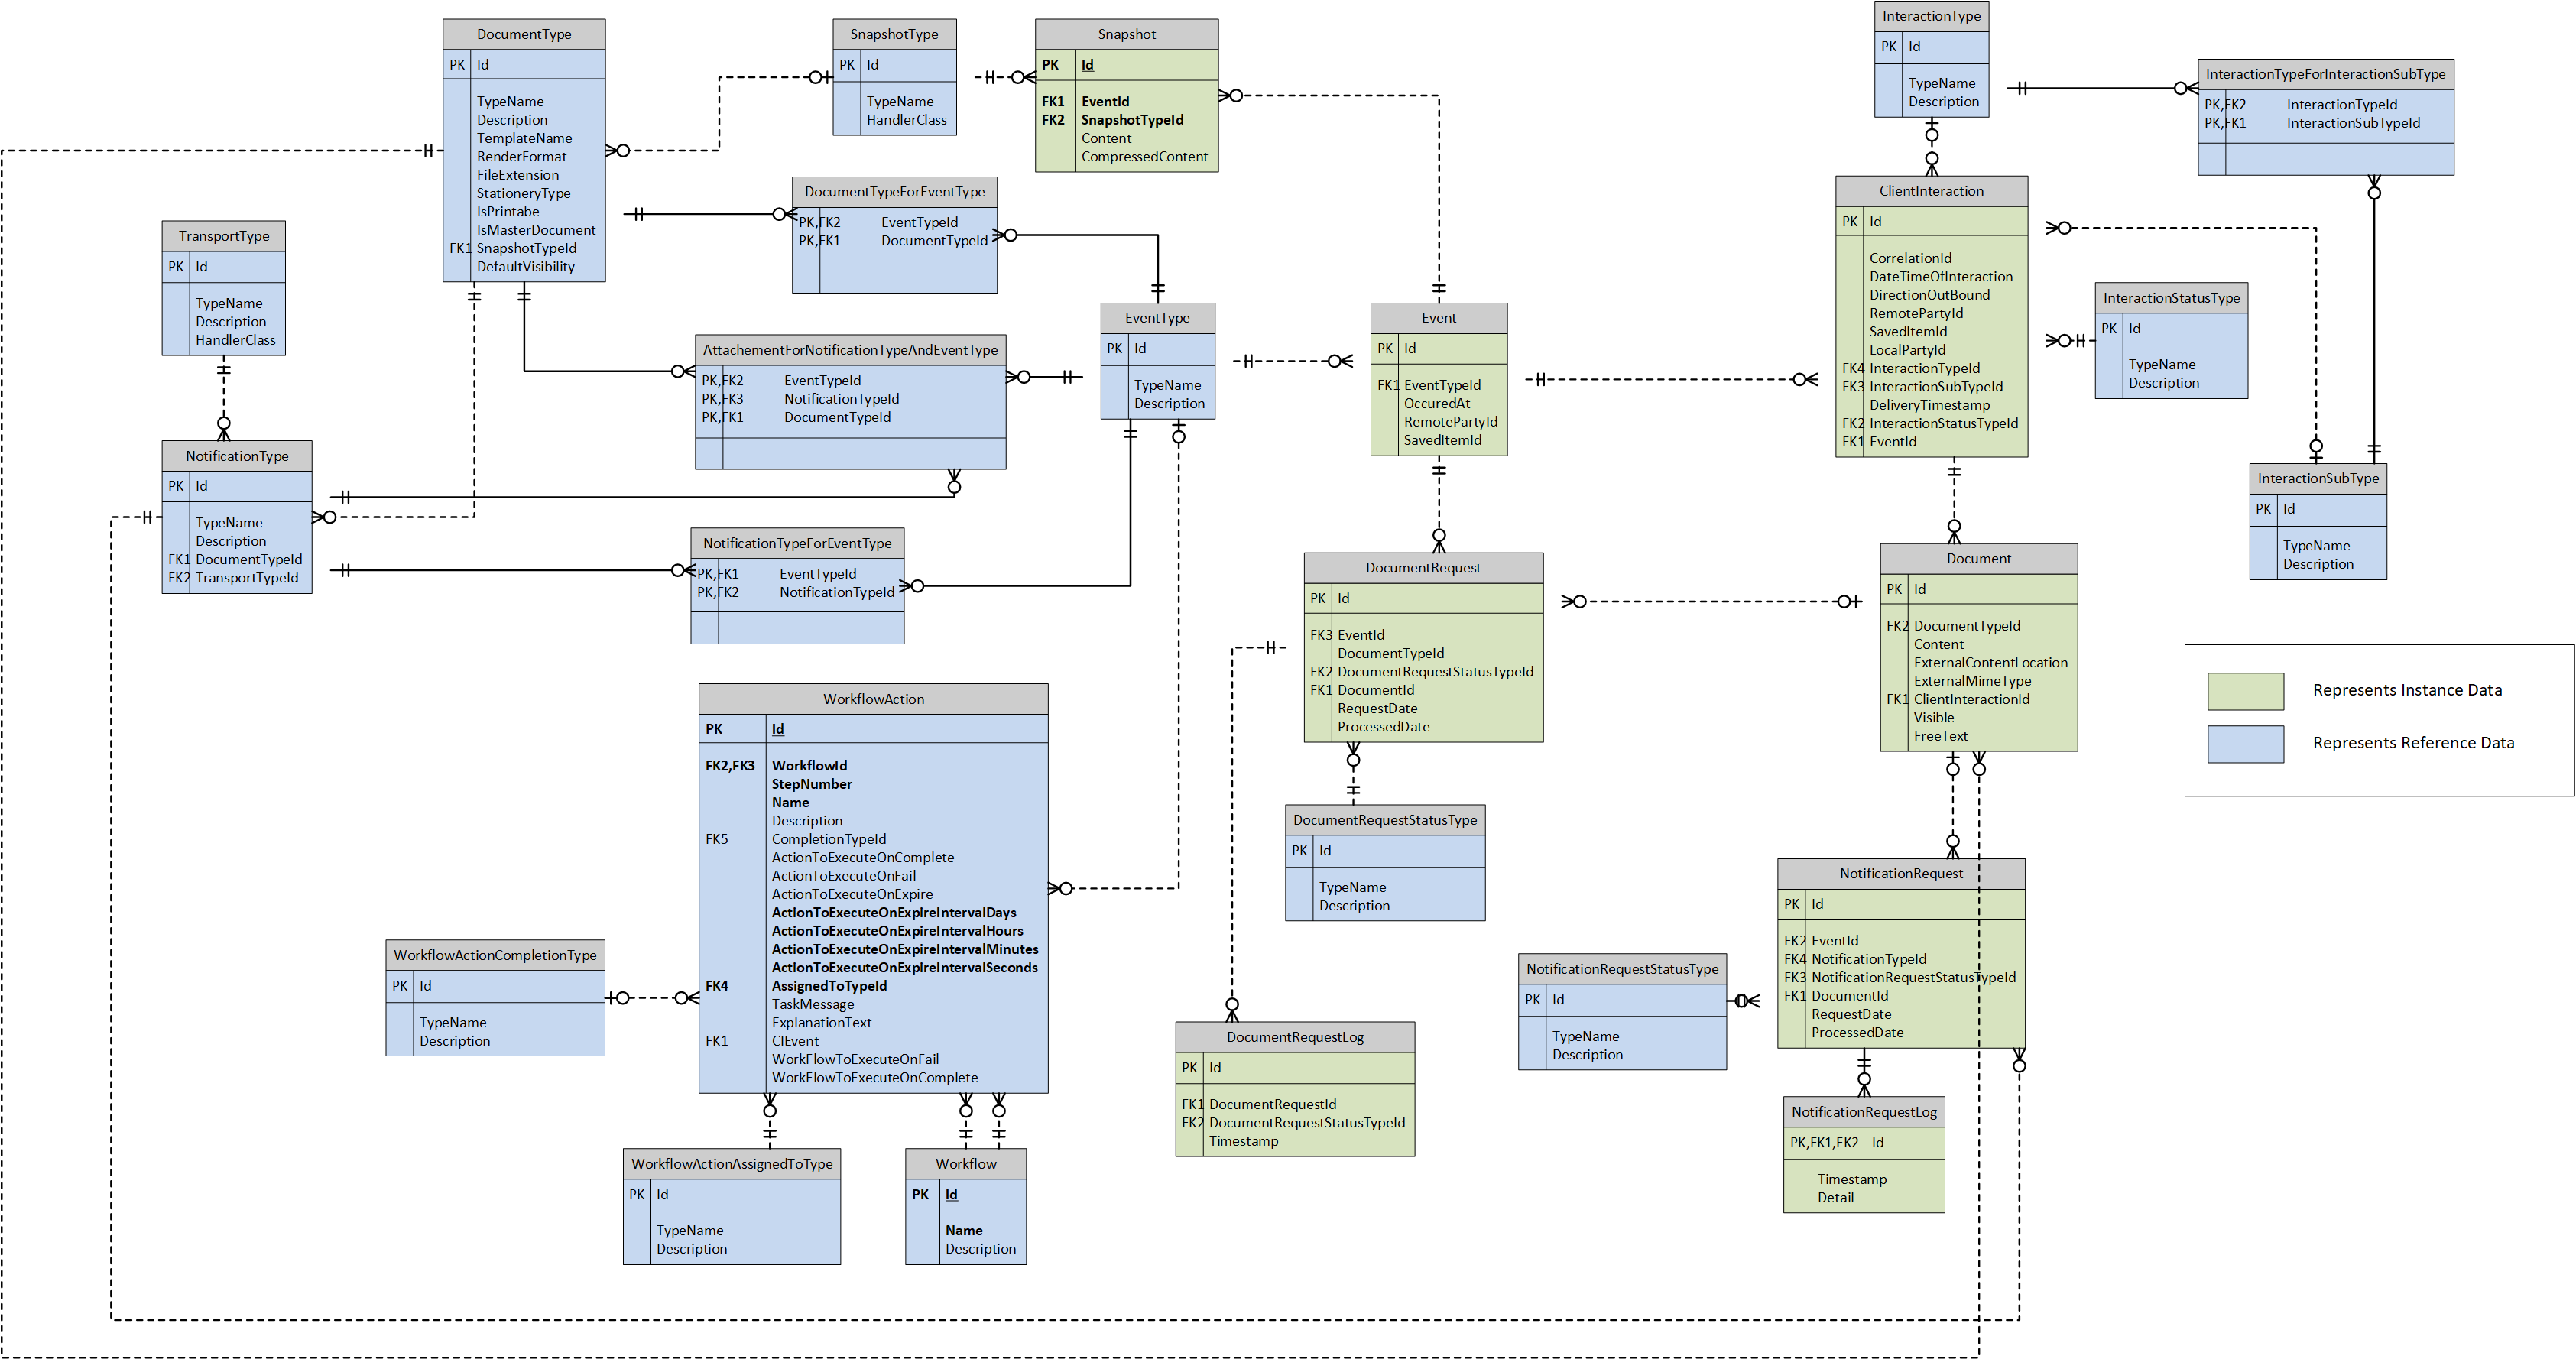 DocumentType
PK Id
TypeName
Description
TemplateName
RenderFormat
FileExtension
StationeryType
IsPrintabe
IsMasterDocument
FK1 SnapshotTypeId
DefaultVisibility
SnapshotType
PK Id
TypeName
HandlerClass
Snapshot
PK Id
FK1 EventId
FK2 SnapshotTypeId
Content
CompressedContent
InteractionType
PK Id
TypeName
Description
InteractionTypeForInteractionSubType
PK,FK2 InteractionTypeId
PK,FK1 InteractionSubTypeId
DocumentTypeForEventType
PK,FK2 EventTypeId
PK,FK1 DocumentTypeId
ClientInteraction
PK Id
CorrelationId
DateTimeOfInteraction
DirectionOutBound
RemotePartyId
SavedItemId
LocalPartyId
FK4 InteractionTypeId
FK3 InteractionSubTypeId
DeliveryTimestamp
FK2 InteractionStatusTypeId
FK1 EventId
TransportType
PK Id
TypeName
Description
HandlerClass
InteractionStatusType
PK Id
TypeName
Description
EventType
PK Id
TypeName
Description
Event
PK Id
FK1 EventTypeId
OccuredAt
RemotePartyId
SavedItemId
AttachementForNotificationTypeAndEventType
PK,FK2 EventTypeId
PK,FK3 NotificationTypeId
PK,FK1 DocumentTypeId
NotificationType
PK Id
TypeName
Description
FK1 DocumentTypeId
FK2 TransportTypeId
InteractionSubType
PK Id
TypeName
Description
NotificationTypeForEventType
PK,FK1 EventTypeId
PK,FK2 NotificationTypeId
DocumentRequest
PK Id
FK3 EventId
DocumentTypeId
FK2 DocumentRequestStatusTypeId
FK1 DocumentId
RequestDate
ProcessedDate
Document
PK Id
FK2 DocumentTypeId
Content
ExternalContentLocation
ExternalMimeType
FK1 ClientInteractionId
Visible
FreeText
Represents Instance Data
Represents Reference Data
WorkflowAction
PK Id
FK2,FK3 WorkflowId
StepNumber
Name
Description
FK5 CompletionTypeId
ActionToExecuteOnComplete
ActionToExecuteOnFail
ActionToExecuteOnExpire
ActionToExecuteOnExpireIntervalDays
ActionToExecuteOnExpireIntervalHours
ActionToExecuteOnExpireIntervalMinutes
ActionToExecuteOnExpireIntervalSeconds
FK4 AssignedToTypeId
TaskMessage
ExplanationText
FK1 CIEvent
WorkFlowToExecuteOnFail
WorkFlowToExecuteOnComplete
DocumentRequestStatusType
PK Id
TypeName
Description
NotificationRequest
PK Id
FK2 EventId
FK4 NotificationTypeId
FK3 NotificationRequestStatusTypeId
FK1 DocumentId
RequestDate
ProcessedDate
WorkflowActionCompletionType
PK Id
TypeName
Description
NotificationRequestStatusType
PK Id
TypeName
Description
DocumentRequestLog
PK Id
FK1 DocumentRequestId
FK2 DocumentRequestStatusTypeId
Timestamp
NotificationRequestLog
PK,FK1,FK2 Id
Timestamp
Detail
WorkflowActionAssignedToType
PK Id
TypeName
Description
Workflow
PK Id
Name
Description